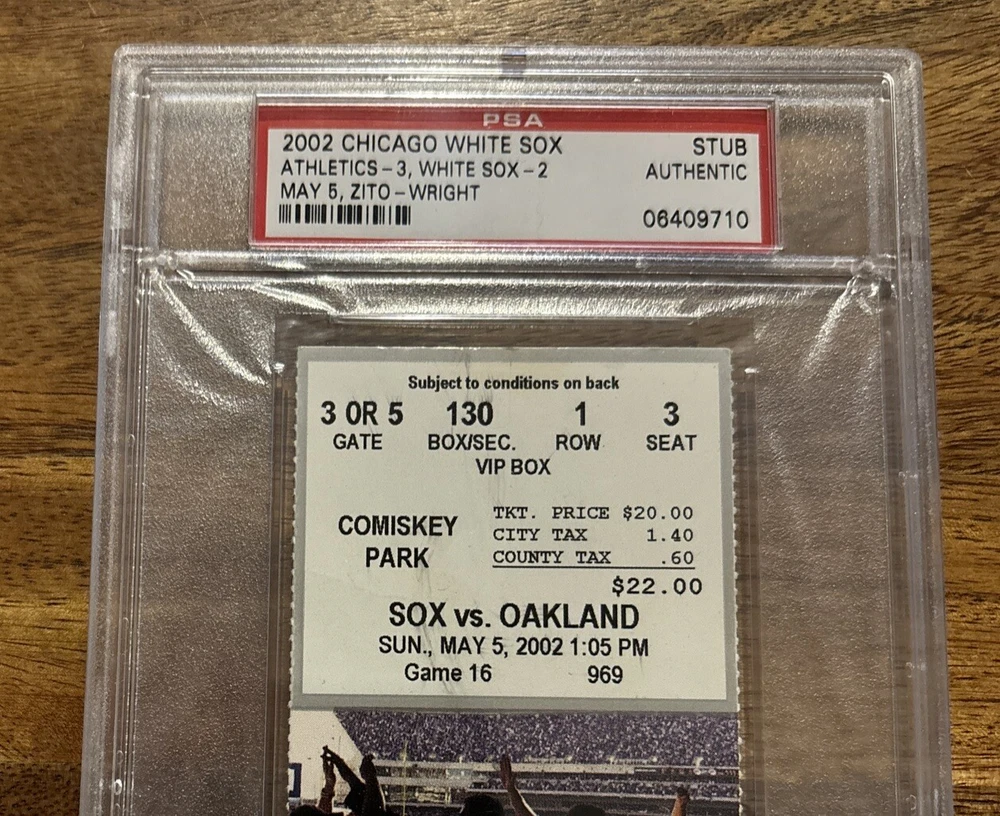 PSA
2002 CHICAGO WHITE SOX STUB
ATHLETICS-3, WHITE SOX-2 AUTHENTIC
MAY 5, ZITO-WRIGHT
06409710
Subject to conditions on back
3 OR 5 130 1 3
GATE BOX/SEC. ROW SEAT
VIP BOX
COMISKEY PARK
TKT. PRICE $20.00
CITY TAX 1.40
COUNTY TAX .60
$22.00
SOX vs. OAKLAND
SUN., MAY 5, 2002 1:05 PM
Game 16 969